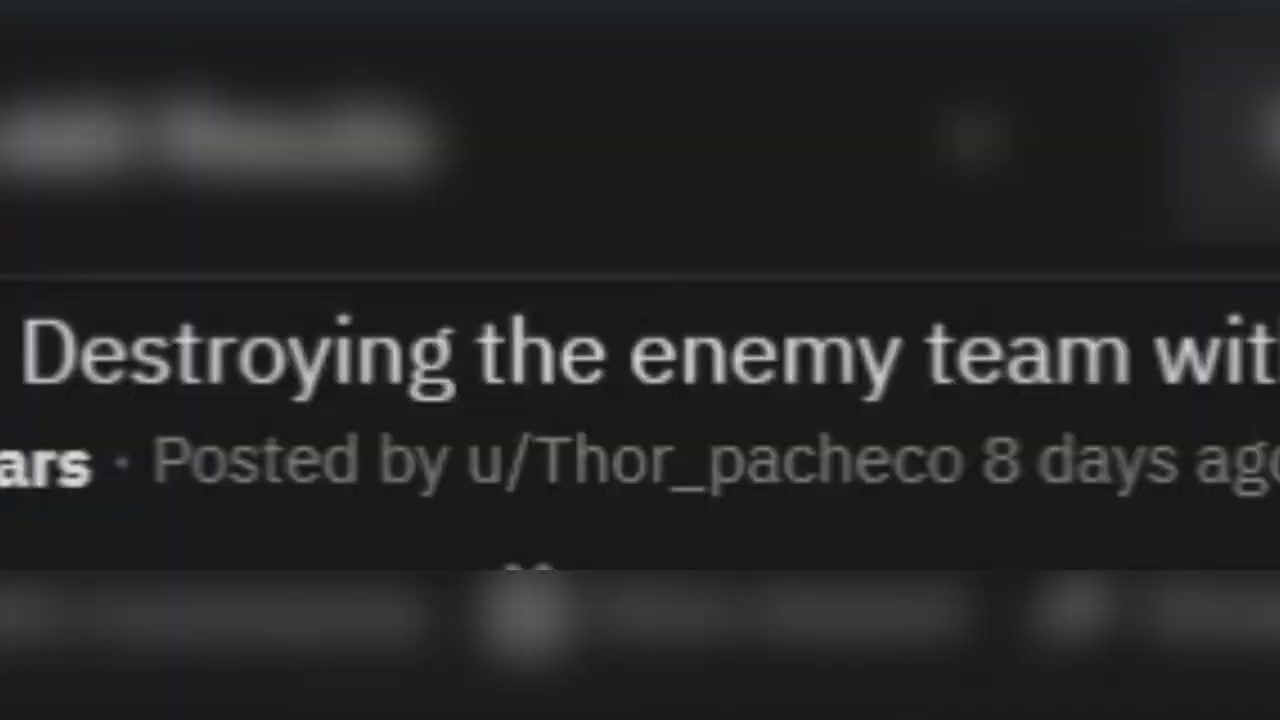 Destroying the enemy team wit
ars · Posted by u/Thor_pacheco 8 days ago